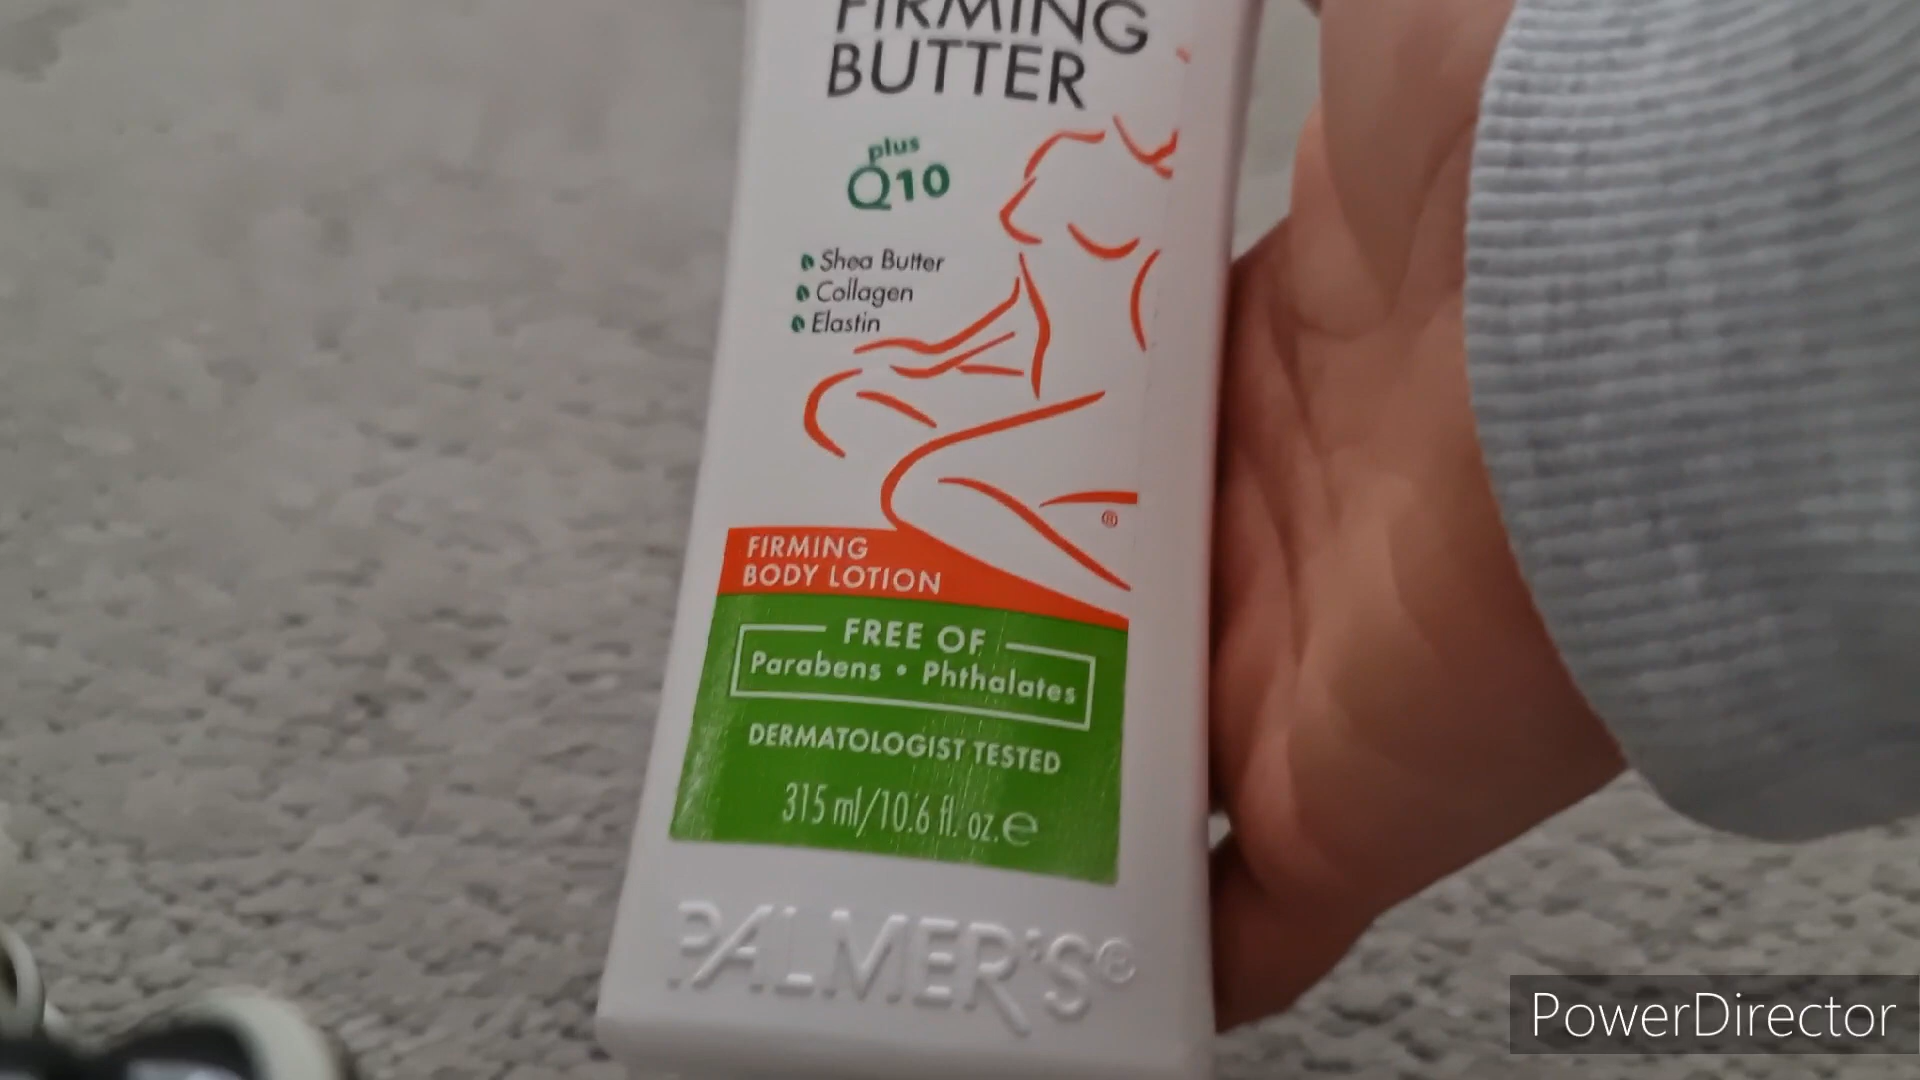 FIRMING
BUTTER
plus
Q10
Shea Butter
Collagen
Elastin
®
FIRMING
BODY LOTION
FREE OF
Parabens • Phthalates
DERMATOLOGIST TESTED
315 ml/10.6 fl. oz. ℮
PALMER'S®
PowerDirector